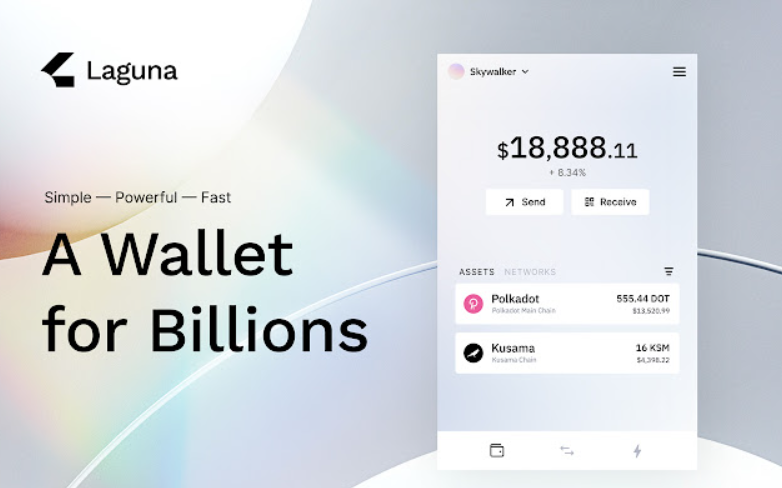 Laguna
Simple — Powerful — Fast
A Wallet
for Billions
Skywalker
$18,888.11
+ 8.34%
Send
Receive
ASSETS NETWORKS
Polkadot
555.44 DOT
Polkadot Main Chain
$13,520.99
Kusama
16 KSM
Kusama Chain
$4,398.22